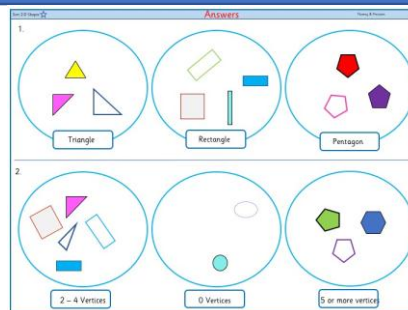 Answers
1.
Triangle
Rectangle
Pentagon
2.
2 – 4 Vertices
0 Vertices
5 or more vertices